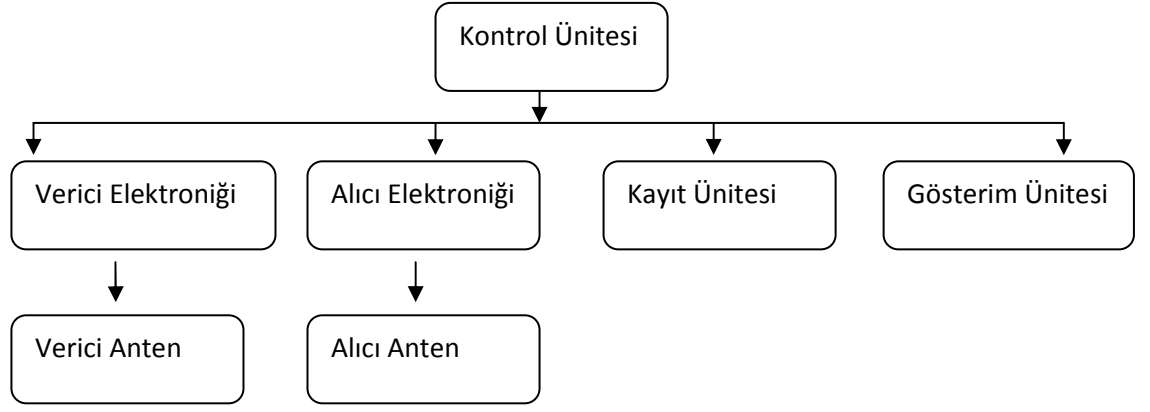 Kontrol Ünitesi
Verici Elektroniği
Alıcı Elektroniği
Kayıt Ünitesi
Gösterim Ünitesi
Verici Anten
Alıcı Anten